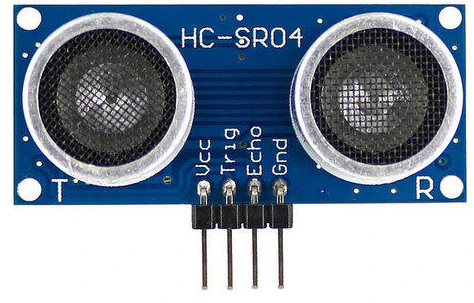 HC-SR04
Vcc
Trig
Echo
Gnd
T
R